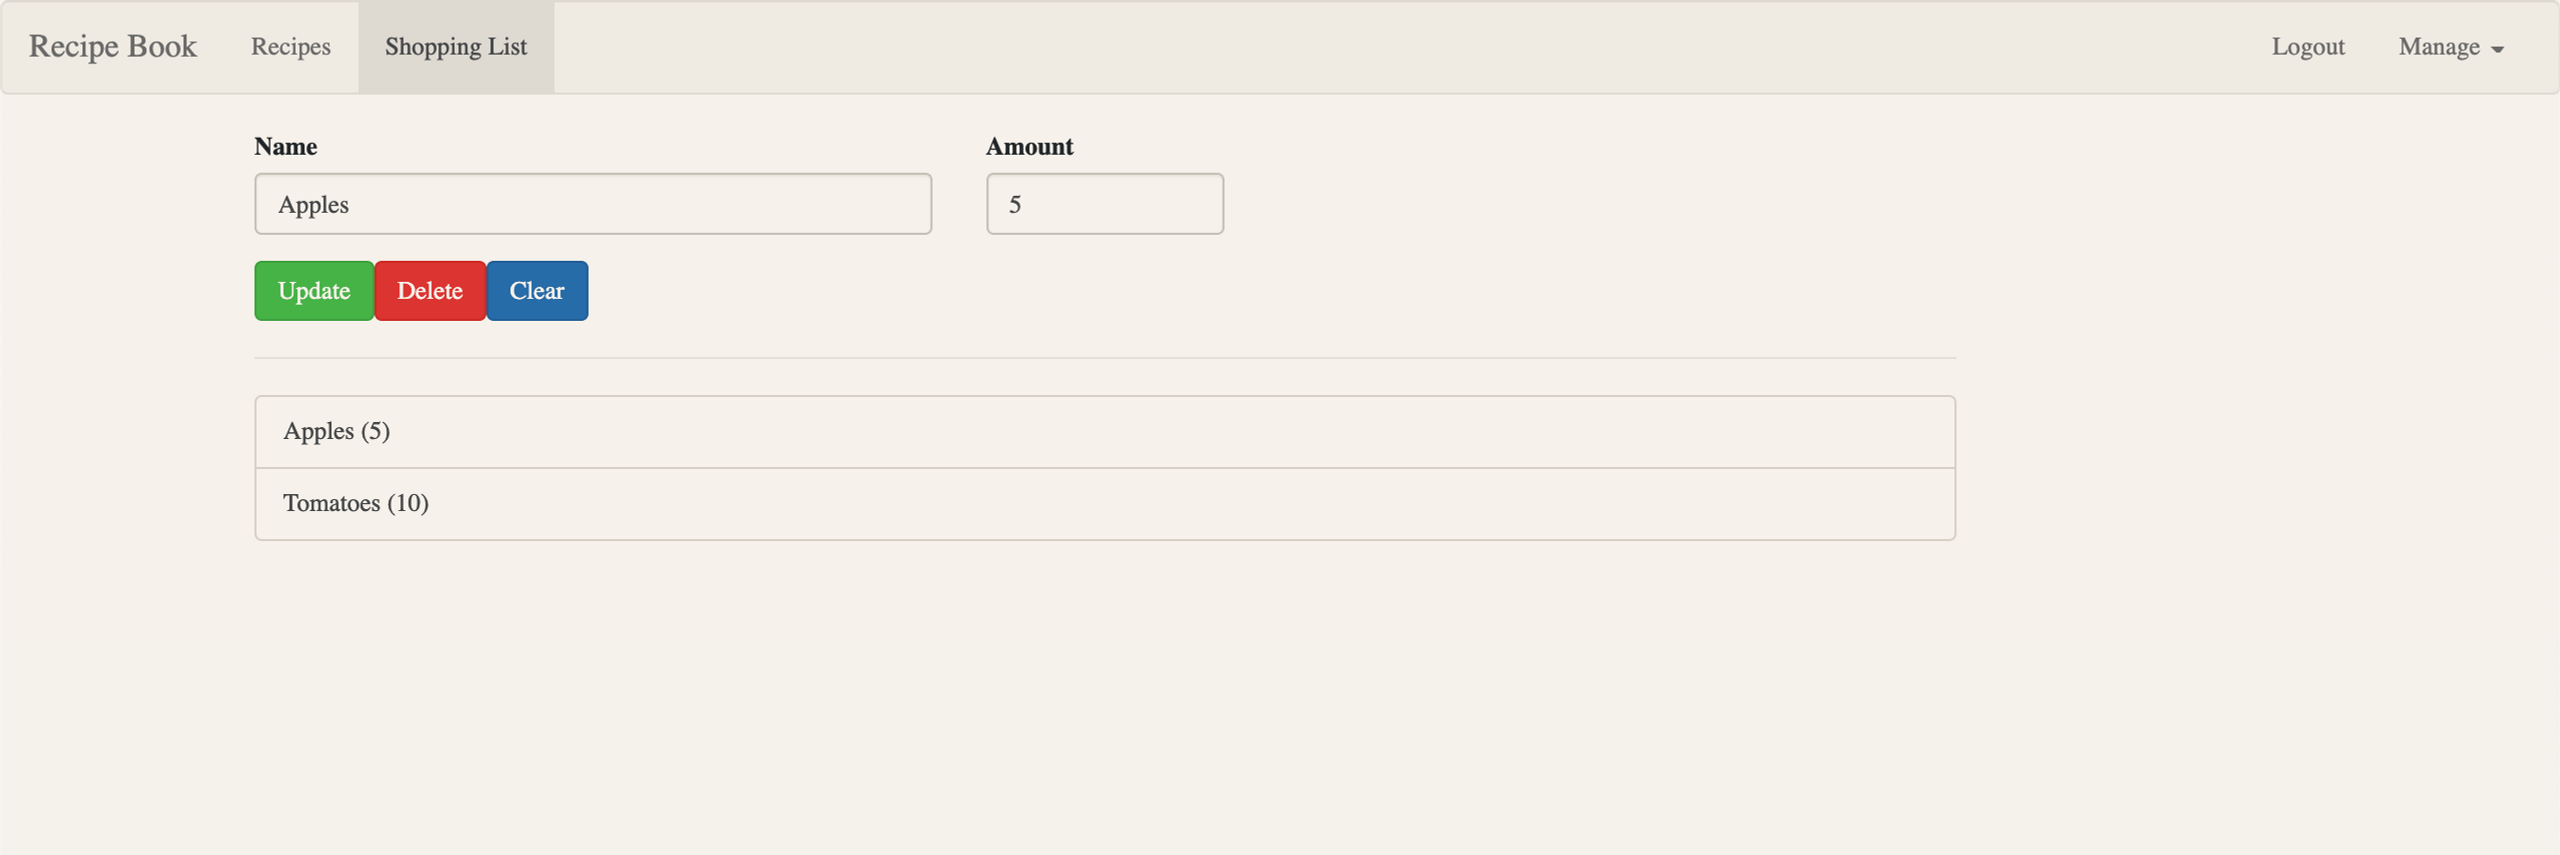 Recipe Book Recipes Shopping List Logout Manage
Name Amount
Apples 5
Update Delete Clear
Apples (5)
Tomatoes (10)